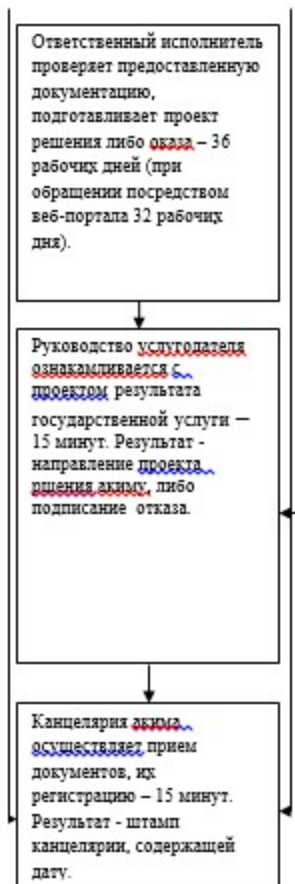 Ответственный исполнитель
проверяет предоставленную
документацию,
подготавливает проект
решения либо оказа – 36
рабочих дней (при
обращении посредством
веб-портала 32 рабочих
дня).
Руководство услугодателя
ознакамливается с
проектом результата
государственной услуги —
15 минут. Результат -
направление проекта
ршения акиму, либо
подписание отказа.
Канцелярия акима
осуществляет прием
документов, их
регистрацию – 15 минут.
Результат - штамп
канцелярии, содержащей
дату.